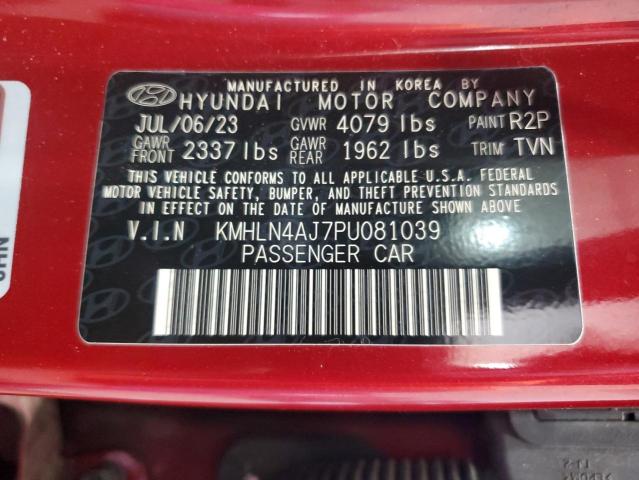 MANUFACTURED IN KOREA BY
HYUNDAI MOTOR COMPANY
JUL/06/23 GVWR 4079 lbs PAINT R2P
GAWR FRONT 2337 lbs GAWR REAR 1962 lbs TRIM TVN
THIS VEHICLE CONFORMS TO ALL APPLICABLE U.S.A. FEDERAL
MOTOR VEHICLE SAFETY, BUMPER, AND THEFT PREVENTION STANDARDS
IN EFFECT ON THE DATE OF MANUFACTURE SHOWN ABOVE.
V.I.N KMHLN4AJ7PU081039
PASSENGER CAR